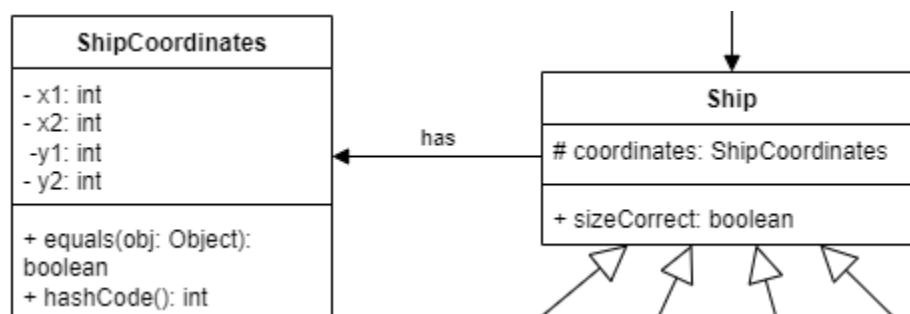 ShipCoordinates
- x1: int
- x2: int
-y1: int
- y2: int
+ equals(obj: Object):
boolean
+ hashCode(): int
has
Ship
# coordinates: ShipCoordinates
+ sizeCorrect: boolean